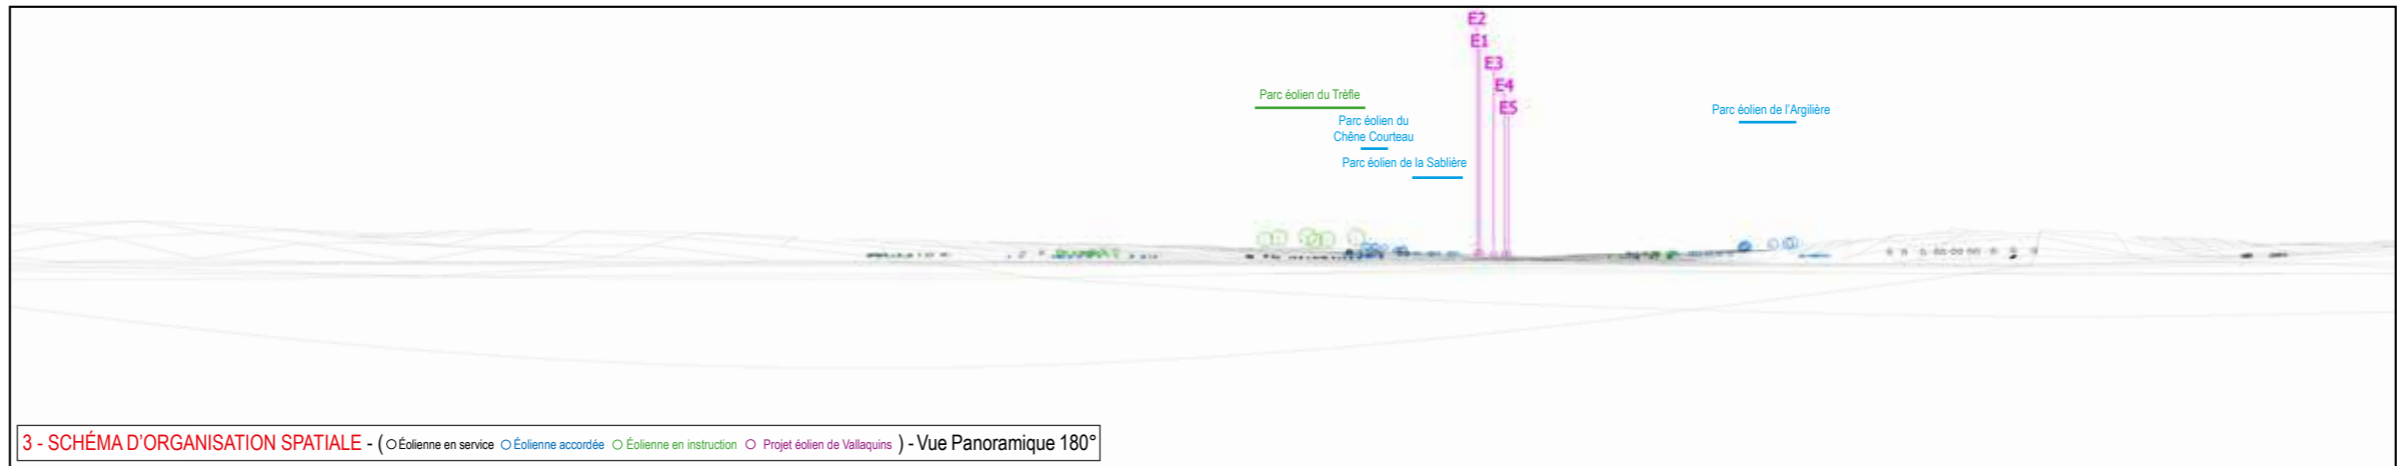 E2
E1
E3
E4
E5
Parc éolien du Trèfle
Parc éolien du
Chêne Courteau
Parc éolien de la Sablière
Parc éolien de l'Argilière
3 - SCHÉMA D'ORGANISATION SPATIALE - ( Éolienne en service Éolienne accordée Éolienne en instruction Projet éolien de Vallaquins ) - Vue Panoramique 180°